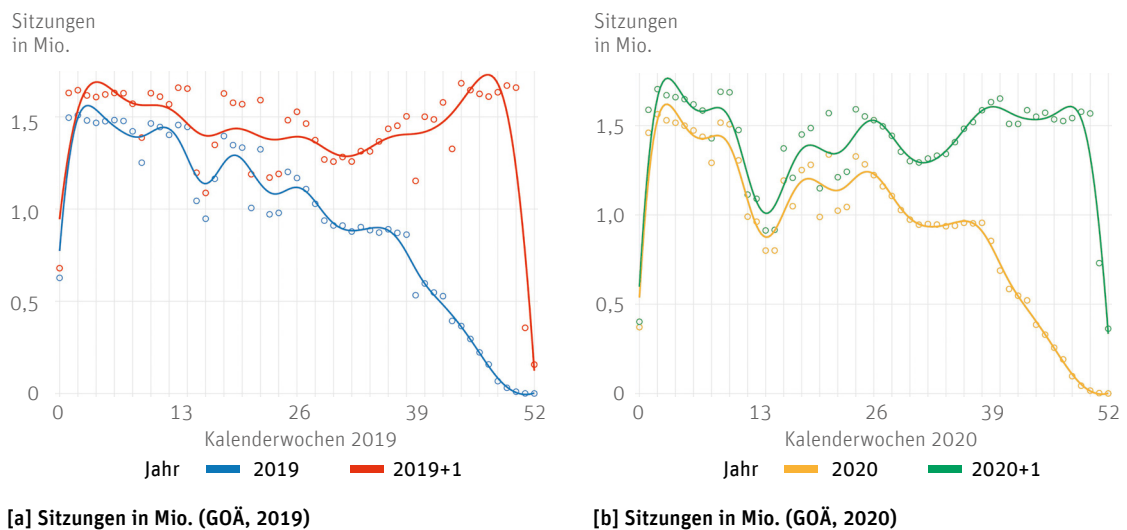 Sitzungen
in Mio.
1,5
1,0
0,5
0
0 13 26 39 52
Kalenderwochen 2019
Jahr 2019 2019+1
[a] Sitzungen in Mio. (GOÄ, 2019)
Sitzungen
in Mio.
1,5
1,0
0,5
0
0 13 26 39 52
Kalenderwochen 2020
Jahr 2020 2020+1
[b] Sitzungen in Mio. (GOÄ, 2020)